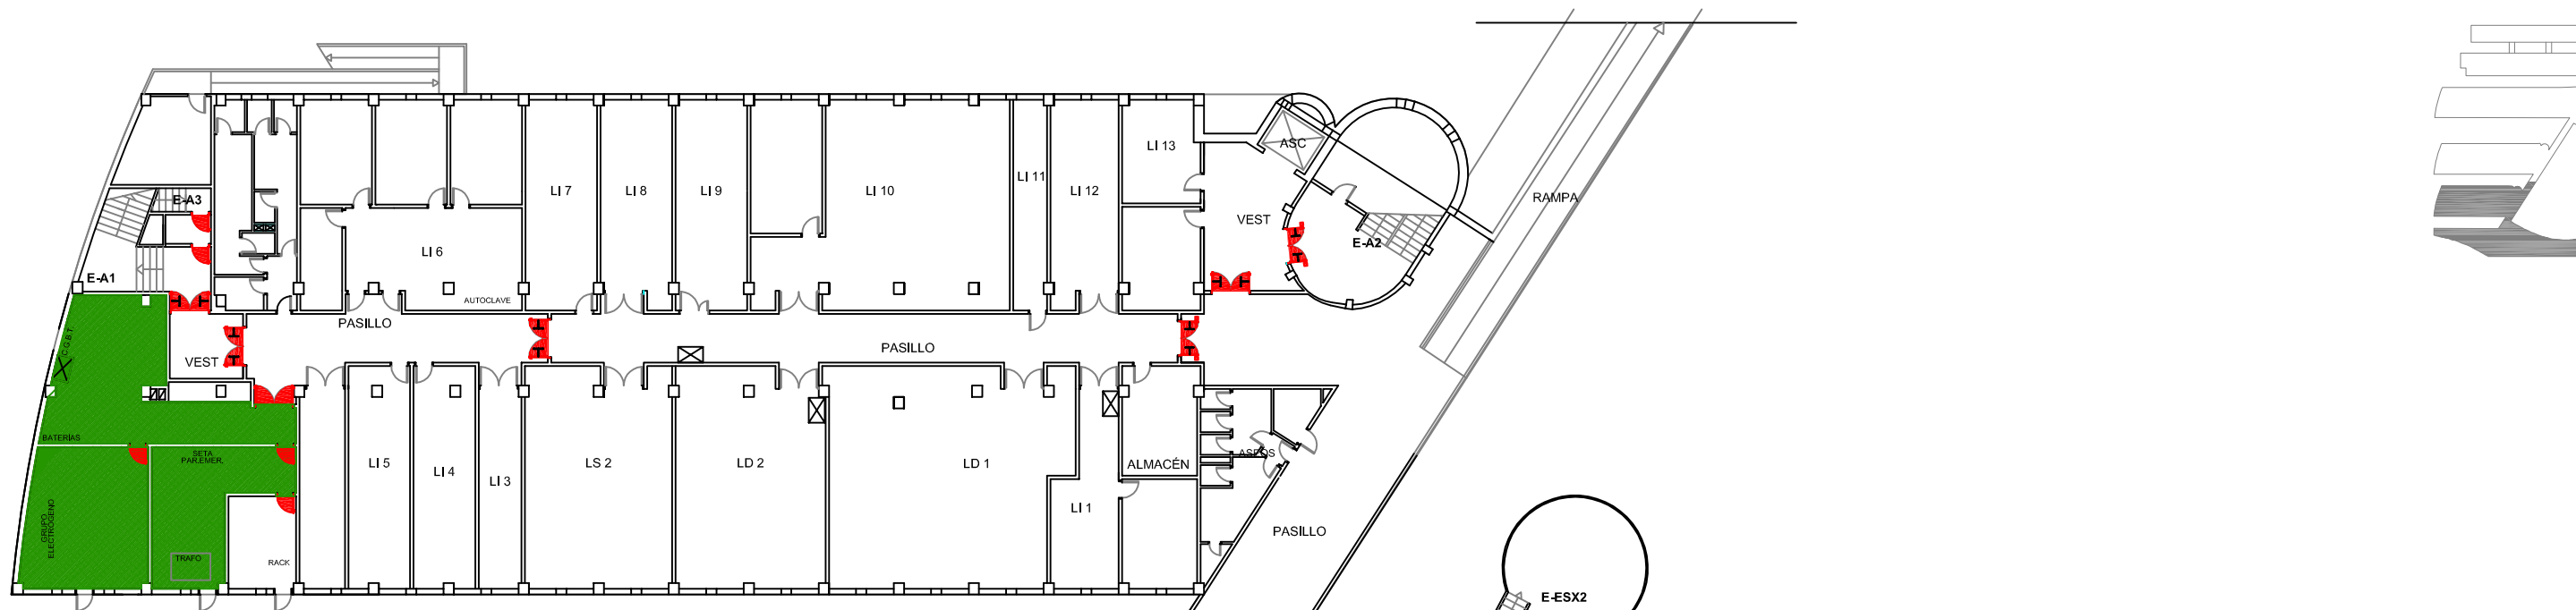 ASC
LI 13
LI 7
LI 8
LI 9
LI 10
LI 11
LI 12
E-A3
RAMPA
VEST
E-A2
LI 6
E-A1
AUTOCLAVE
PASILLO
C.G.B.T.
VEST
PASILLO
BATERÍAS
SETA
PAR.EMER.
LI 5
LI 4
LI 3
LS 2
LD 2
LD 1
ALMACÉN
ASEOS
LI 1
GRUPO
ELECTRÓGENO
TRAFO
RACK
PASILLO
E-ESX2